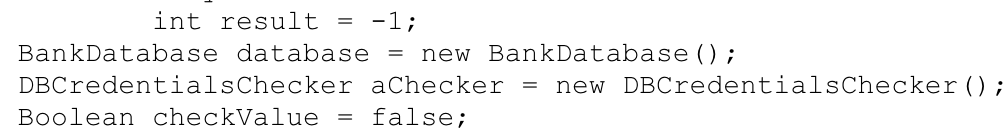 int result = -1;
BankDatabase database = new BankDatabase();
DBCredentialsChecker aChecker = new DBCredentialsChecker();
Boolean checkValue = false;